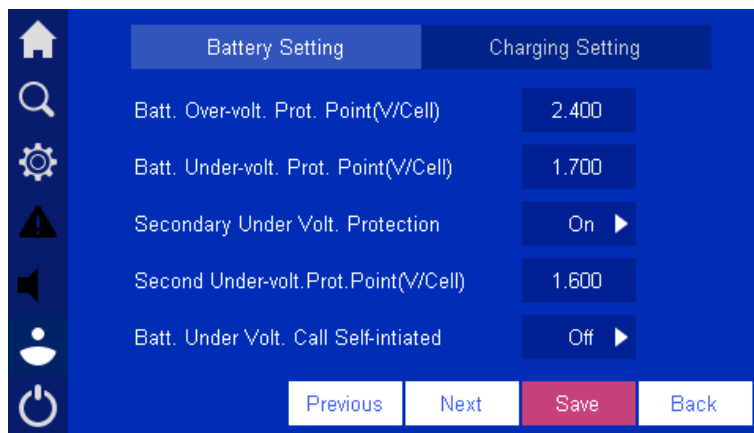 Battery Setting Charging Setting
Batt. Over-volt. Prot. Point(V/Cell) 2.400
Batt. Under-volt. Prot. Point(V/Cell) 1.700
Secondary Under Volt. Protection On
Second Under-volt.Prot.Point(V/Cell) 1.600
Batt. Under Volt. Call Self-intiated Off
Previous Next Save Back